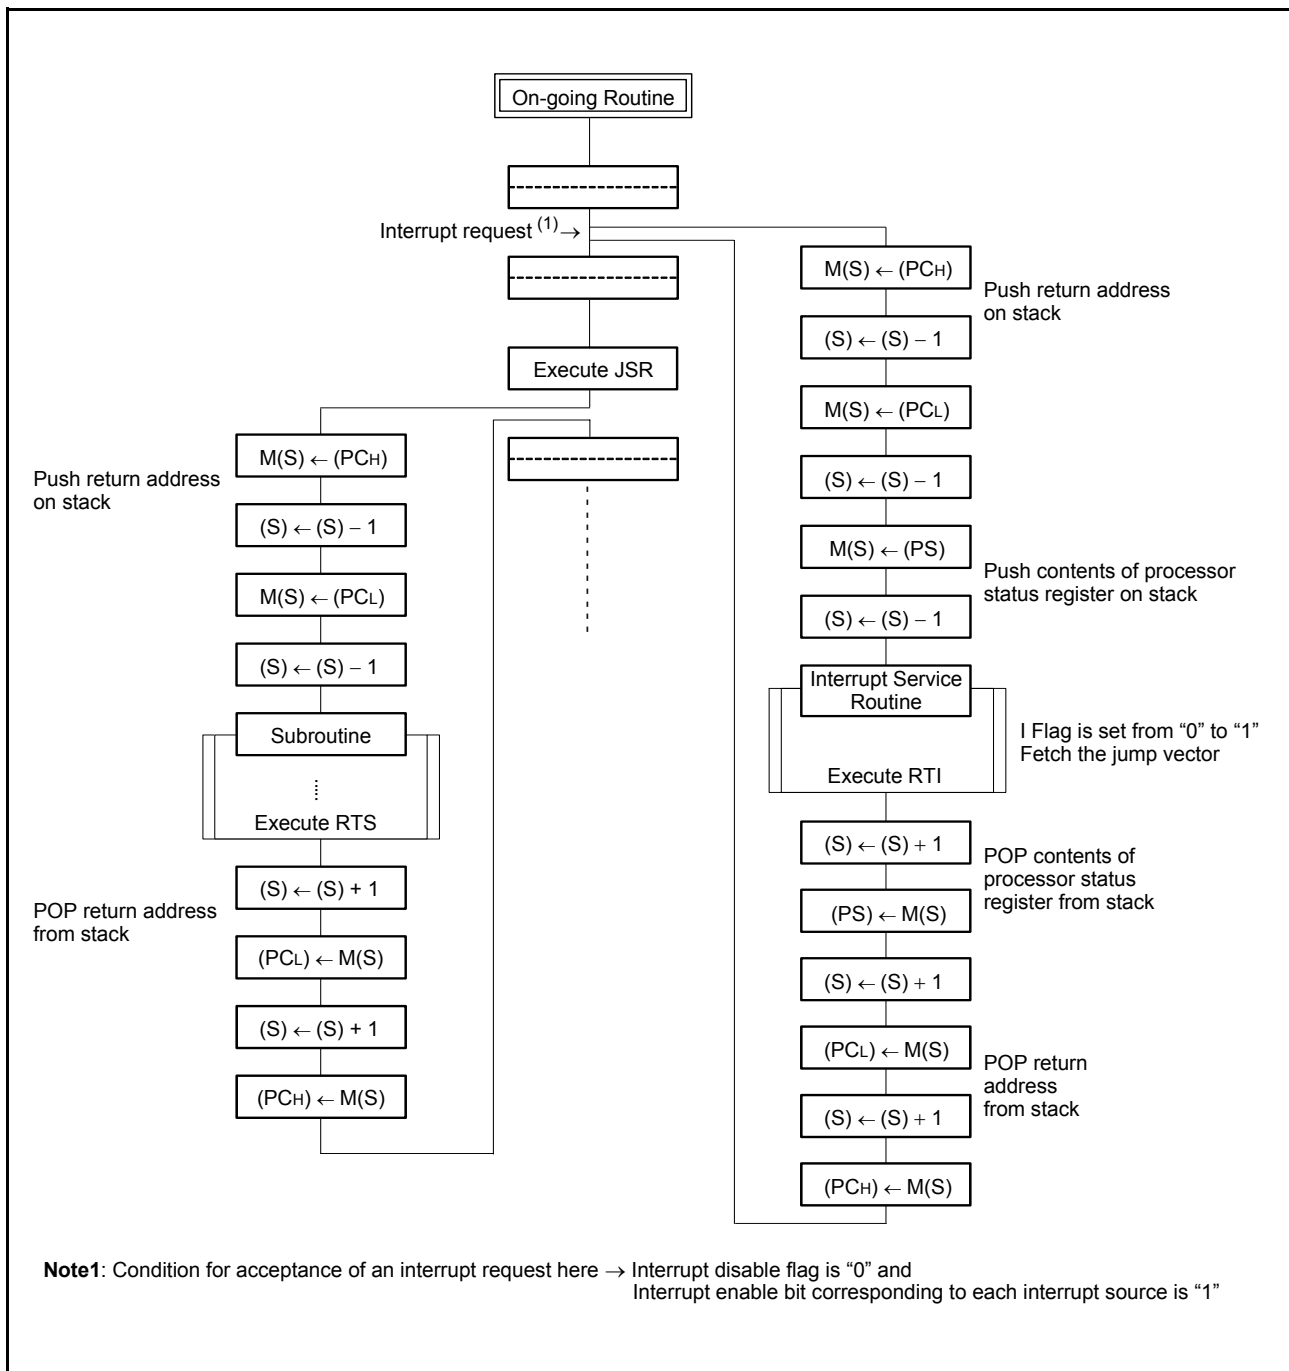 On-going Routine
Interrupt request (1) →
Execute JSR
Push return address
on stack
M(S) ← (PCH)
(S) ← (S) − 1
M(S) ← (PCL)
(S) ← (S) − 1
Subroutine
Execute RTS
POP return address
from stack
(S) ← (S) + 1
(PCL) ← M(S)
(S) ← (S) + 1
(PCH) ← M(S)
M(S) ← (PCH)
Push return address
on stack
(S) ← (S) − 1
M(S) ← (PCL)
(S) ← (S) − 1
M(S) ← (PS)
Push contents of processor
status register on stack
(S) ← (S) − 1
Interrupt Service
Routine
I Flag is set from “0” to “1”
Fetch the jump vector
Execute RTI
(S) ← (S) + 1
POP contents of
processor status
register from stack
(PS) ← M(S)
(S) ← (S) + 1
(PCL) ← M(S)
POP return
address
from stack
(S) ← (S) + 1
(PCH) ← M(S)
Note1: Condition for acceptance of an interrupt request here → Interrupt disable flag is “0” and
Interrupt enable bit corresponding to each interrupt source is “1”